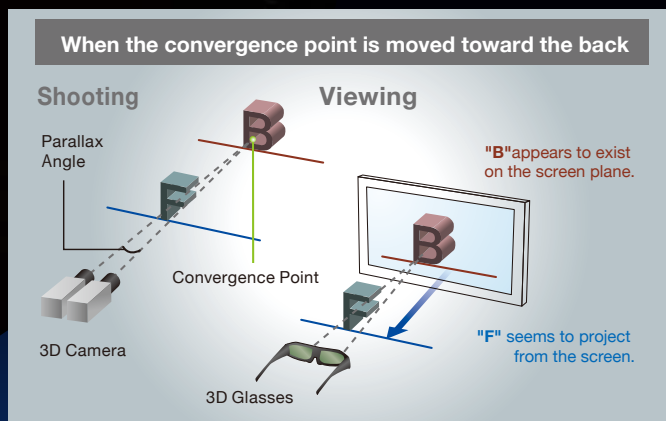 When the convergence point is moved toward the back
Shooting
Viewing
Parallax
Angle
B
F
Convergence Point
3D Camera
"B"appears to exist
on the screen plane.
B
F
"F" seems to project
from the screen.
3D Glasses